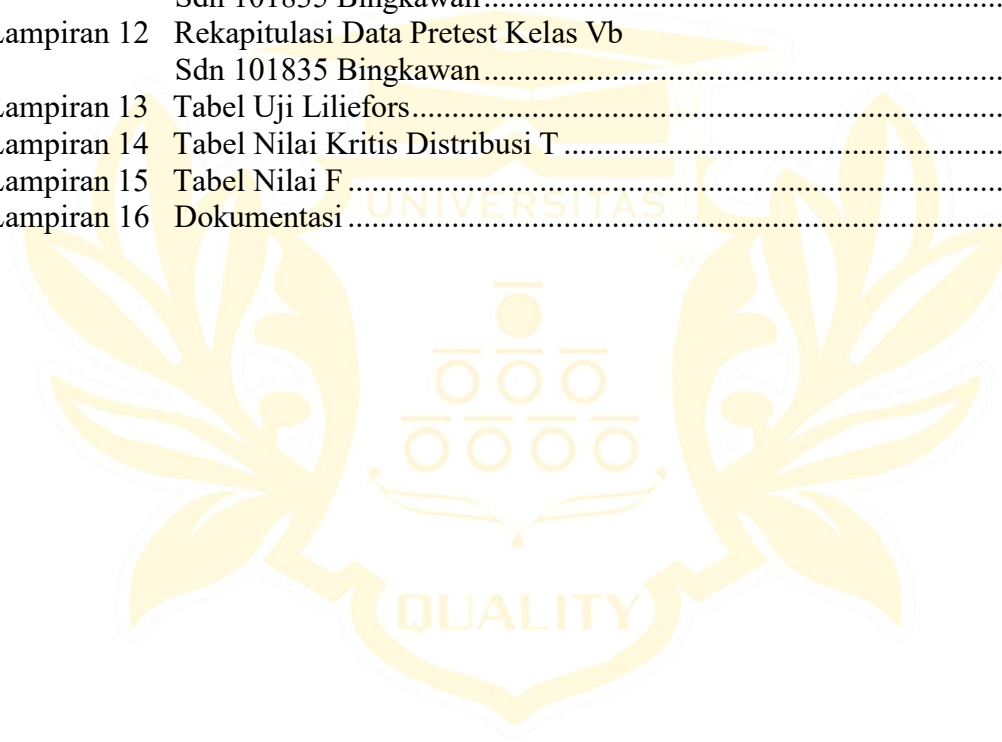 Sdn 101835 Bingkawan...............................................................
Lampiran 12 Rekapitulasi Data Pretest Kelas Vb
Sdn 101835 Bingkawan...............................................................
Lampiran 13 Tabel Uji Liliefors........................................................................
Lampiran 14 Tabel Nilai Kritis Distribusi T .....................................................
Lampiran 15 Tabel Nilai F ................................................................................
Lampiran 16 Dokumentasi ................................................................................
UNIVERSITAS
QUALITY